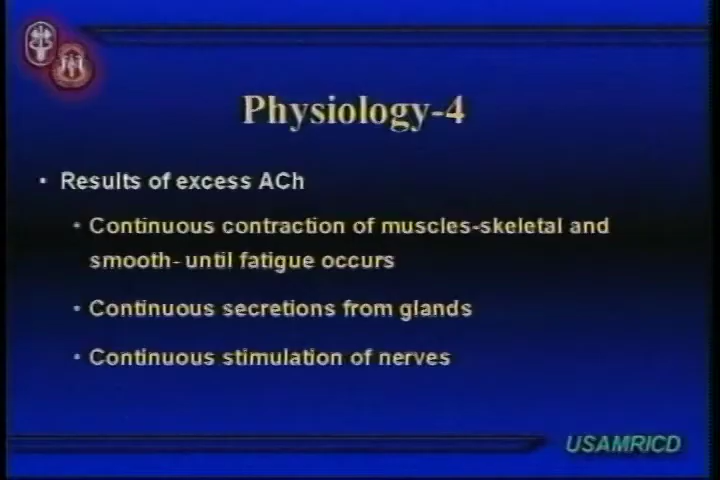 Physiology-4
• Results of excess ACh
• Continuous contraction of muscles-skeletal and
smooth- until fatigue occurs
• Continuous secretions from glands
• Continuous stimulation of nerves
USAMRICD